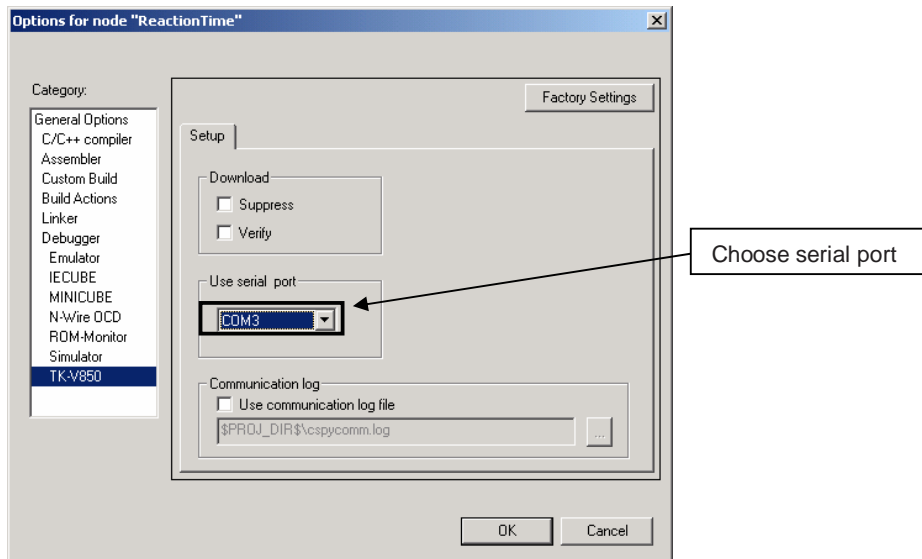 Options for node "ReactionTime"
Category:
General Options
C/C++ compiler
Assembler
Custom Build
Build Actions
Linker
Debugger
Emulator
IECUBE
MINICUBE
N-Wire OCD
ROM-Monitor
Simulator
TK-V850
Factory Settings
Setup
Download
Suppress
Verify
Use serial port
COM3
Choose serial port
Communication log
Use communication log file
$PROJ_DIR$\cspycomm.log
...
OK
Cancel